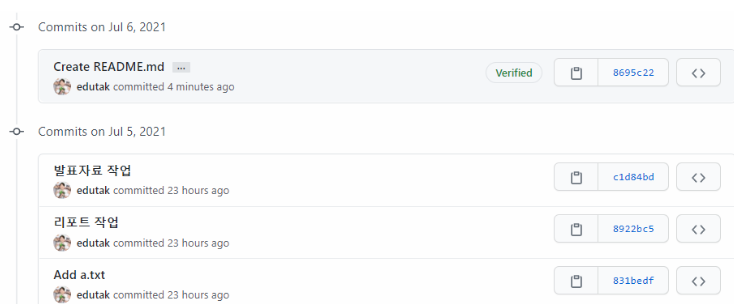 Commits on Jul 6, 2021
Create README.md ...
edutak committed 4 minutes ago
Verified
8695c22
Commits on Jul 5, 2021
발표자료 작업
edutak committed 23 hours ago
c1d84bd
리포트 작업
edutak committed 23 hours ago
8922bc5
Add a.txt
edutak committed 23 hours ago
831bedf